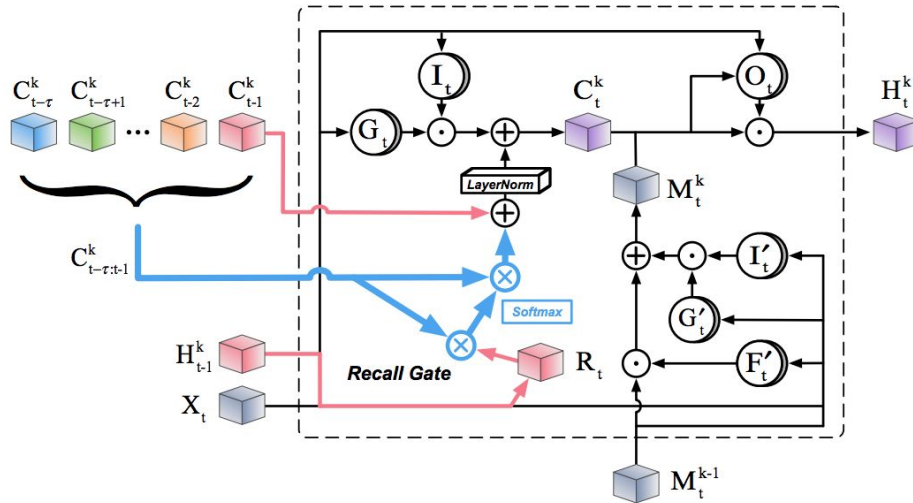 C^k_{t-τ} C^k_{t-τ+1} ... C^k_{t-2} C^k_{t-1}
I_t
C^k_t
O_t
H^k_t
G_t
LayerNorm
M^k_t
C^k_{t-τ:t-1}
I′_t
G′_t
Softmax
H^k_{t-1}
Recall Gate
R_t
F′_t
X_t
M^{k-1}_t